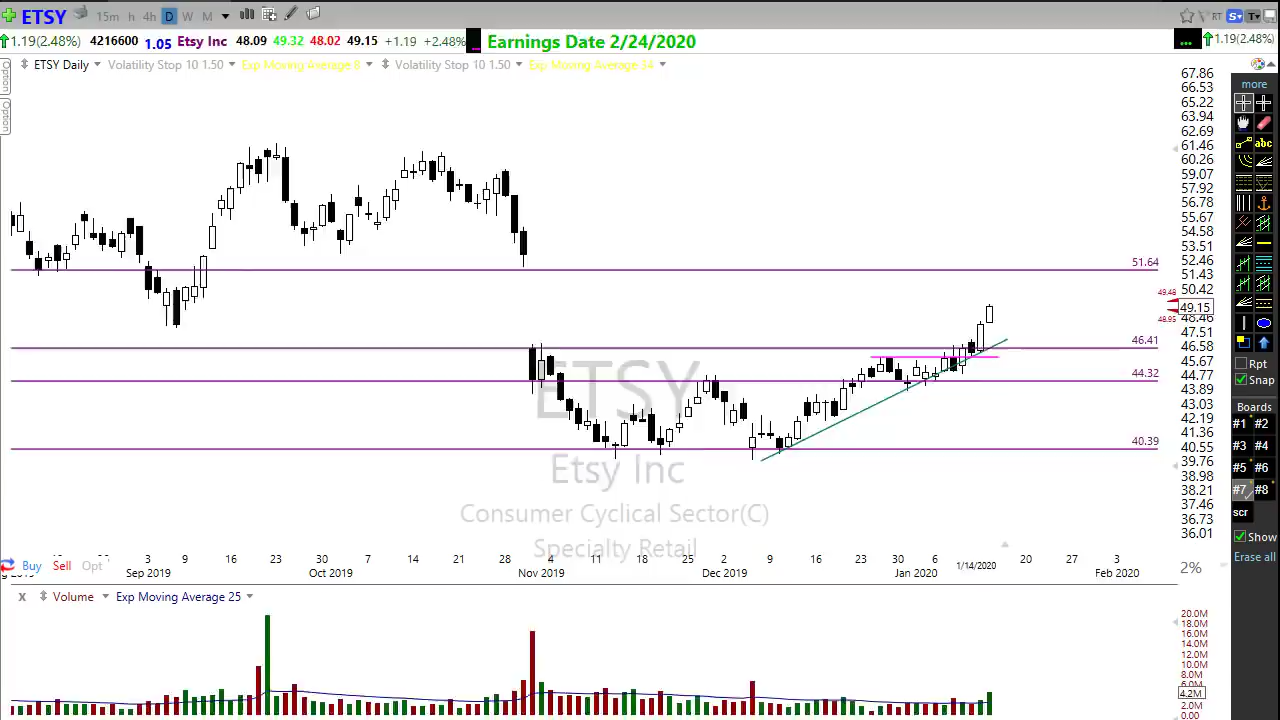 ETSY 15m h 4h D W M RT
1.19(2.48%) 4216600 1.05 Etsy Inc 48.09 49.32 48.02 49.15 +1.19 +2.48% Earnings Date 2/24/2020 1.19(2.48%)
ETSY Daily Volatility Stop 10 1.50 Exp Moving Average 8 Volatility Stop 10 1.50 Exp Moving Average 34
Option
Option
67.86
66.53
65.22
63.94
62.69
61.46
60.26
59.07
57.92
56.78
55.67
54.58
53.51
52.46
51.43
50.42
49.15
48.46
47.51
46.58
45.67
44.77
43.89
43.03
42.19
41.36
40.55
39.76
38.98
38.21
37.46
36.73
36.01
51.64
49.48
48.95
46.41
44.32
40.39
ETSY
Etsy Inc
Consumer Cyclical Sector(C)
Specialty Retail
more
abc
Rpt
Snap
Boards
#1 #2
#3 #4
#5 #6
#7 #8
scr
Show
Erase all
3 9 16 23 30 7 14 21 28 4 11 18 25 2 9 16 23 30 6 1/14/2020 20 27 3
Buy Sell Opt
Sep 2019 Oct 2019 Nov 2019 Dec 2019 Jan 2020 Feb 2020
2%
x Volume Exp Moving Average 25
20.0M
18.0M
16.0M
14.0M
12.0M
10.0M
8.0M
6.0M
4.2M
2.0M
0.00